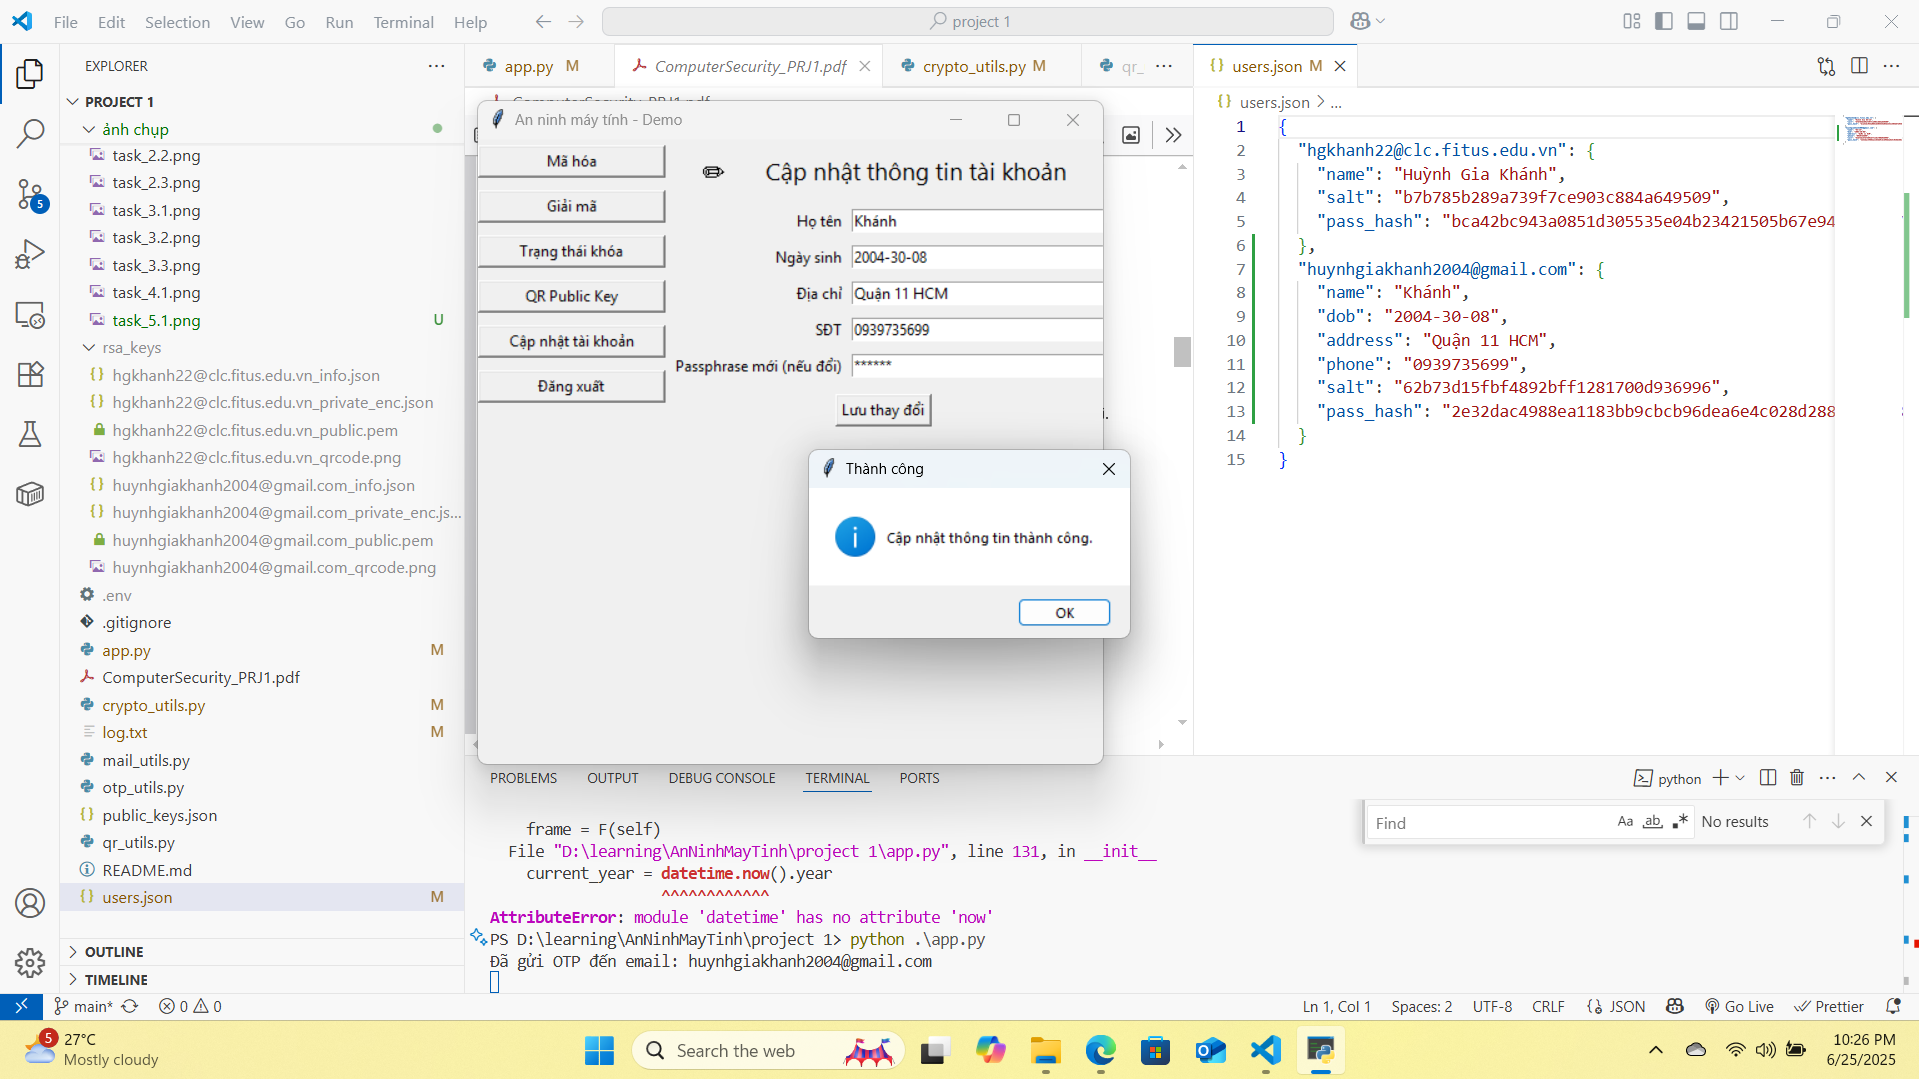 File Edit Selection View Go Run Terminal Help
project 1
EXPLORER
PROJECT 1
ảnh chụp
task_2.2.png
task_2.3.png
task_3.1.png
task_3.2.png
task_3.3.png
task_4.1.png
task_5.1.png U
rsa_keys
hgkhanh22@clc.fitus.edu.vn_info.json
hgkhanh22@clc.fitus.edu.vn_private_enc.json
hgkhanh22@clc.fitus.edu.vn_public.pem
hgkhanh22@clc.fitus.edu.vn_qrcode.png
huynhgiakhanh2004@gmail.com_info.json
huynhgiakhanh2004@gmail.com_private_enc.js...
huynhgiakhanh2004@gmail.com_public.pem
huynhgiakhanh2004@gmail.com_qrcode.png
.env
.gitignore
app.py M
ComputerSecurity_PRJ1.pdf
crypto_utils.py M
log.txt M
mail_utils.py
otp_utils.py
public_keys.json
qr_utils.py
README.md
users.json M
OUTLINE
TIMELINE
5
app.py M
ComputerSecurity_PRJ1.pdf
crypto_utils.py M
qr_
users.json M
users.json > ...
An ninh máy tính - Demo
Mã hóa
Giải mã
Trạng thái khóa
QR Public Key
Cập nhật tài khoản
Đăng xuất
Cập nhật thông tin tài khoản
Họ tên Khánh
Ngày sinh 2004-30-08
Địa chỉ Quận 11 HCM
SĐT 0939735699
Passphrase mới (nếu đổi) ******
Lưu thay đổi
Thành công
Cập nhật thông tin thành công.
OK
1 {
2 "hgkhanh22@clc.fitus.edu.vn": {
3 "name": "Huỳnh Gia Khánh",
4 "salt": "b7b785b289a739f7ce903c884a649509",
5 "pass_hash": "bca42bc943a0851d305535e04b23421505b67e94
6 },
7 "huynhgiakhanh2004@gmail.com": {
8 "name": "Khánh",
9 "dob": "2004-30-08",
10 "address": "Quận 11 HCM",
11 "phone": "0939735699",
12 "salt": "62b73d15fbf4892bff1281700d936996",
13 "pass_hash": "2e32dac4988ea1183bb9cbcb96dea6e4c028d288
14 }
15 }
PROBLEMS OUTPUT DEBUG CONSOLE TERMINAL PORTS
python
Find Aa ab .* No results
frame = F(self)
File "D:\learning\AnNinhMayTinh\project 1\app.py", line 131, in __init__
current_year = datetime.now().year
^^^^^^^^^^^^
AttributeError: module 'datetime' has no attribute 'now'
PS D:\learning\AnNinhMayTinh\project 1> python .\app.py
Đã gửi OTP đến email: huynhgiakhanh2004@gmail.com
main* 0 0
Ln 1, Col 1 Spaces: 2 UTF-8 CRLF {} JSON Go Live Prettier
5 27°C
Mostly cloudy
Search the web
10:26 PM
6/25/2025